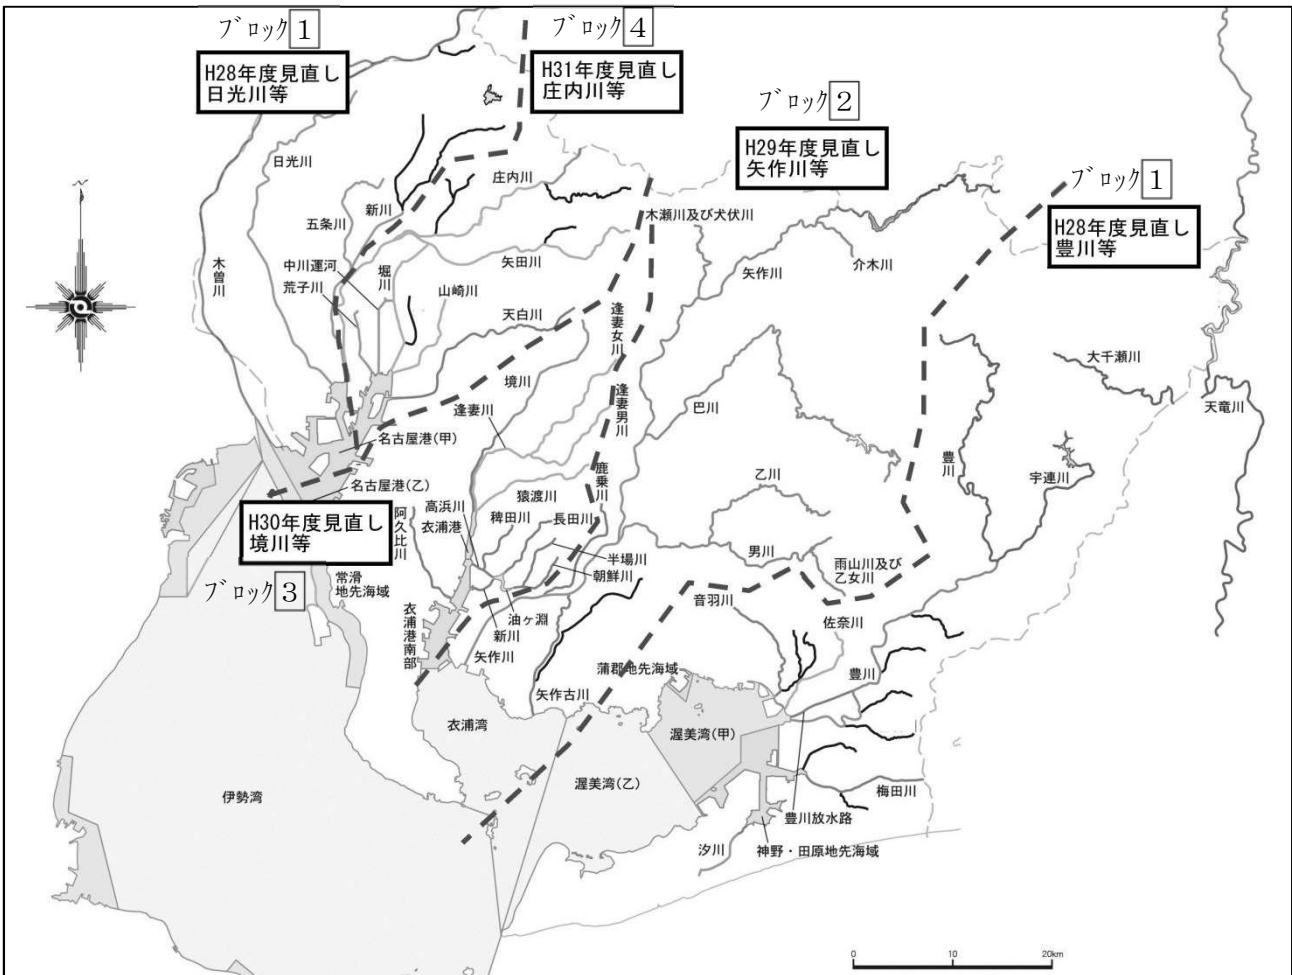 ブロック1
H28年度見直し
日光川等
ブロック4
H31年度見直し
庄内川等
ブロック2
H29年度見直し
矢作川等
ブロック1
H28年度見直し
豊川等
日光川
庄内川
新川
五条川
木瀬川及び犬伏川
矢田川
矢作川
介木川
中川運河
堀川
荒子川
木曽川
山崎川
天白川
逢妻女川
大千瀬川
境川
逢妻男川
逢妻川
巴川
天竜川
名古屋港(甲)
豊川
宇連川
鹿乗川
乙川
名古屋港(乙)
猿渡川
高浜川
稗田川
長田川
衣浦港
阿久比川
H30年度見直し
境川等
ブロック3
半場川
朝鮮川
男川
雨山川及び
乙女川
常滑
地先海域
音羽川
佐奈川
油ヶ淵
新川
衣浦港南部
矢作川
蒲郡地先海域
豊川
矢作古川
衣浦湾
渥美湾(甲)
伊勢湾
渥美湾(乙)
梅田川
豊川放水路
汐川
神野・田原地先海域
0 10 20km